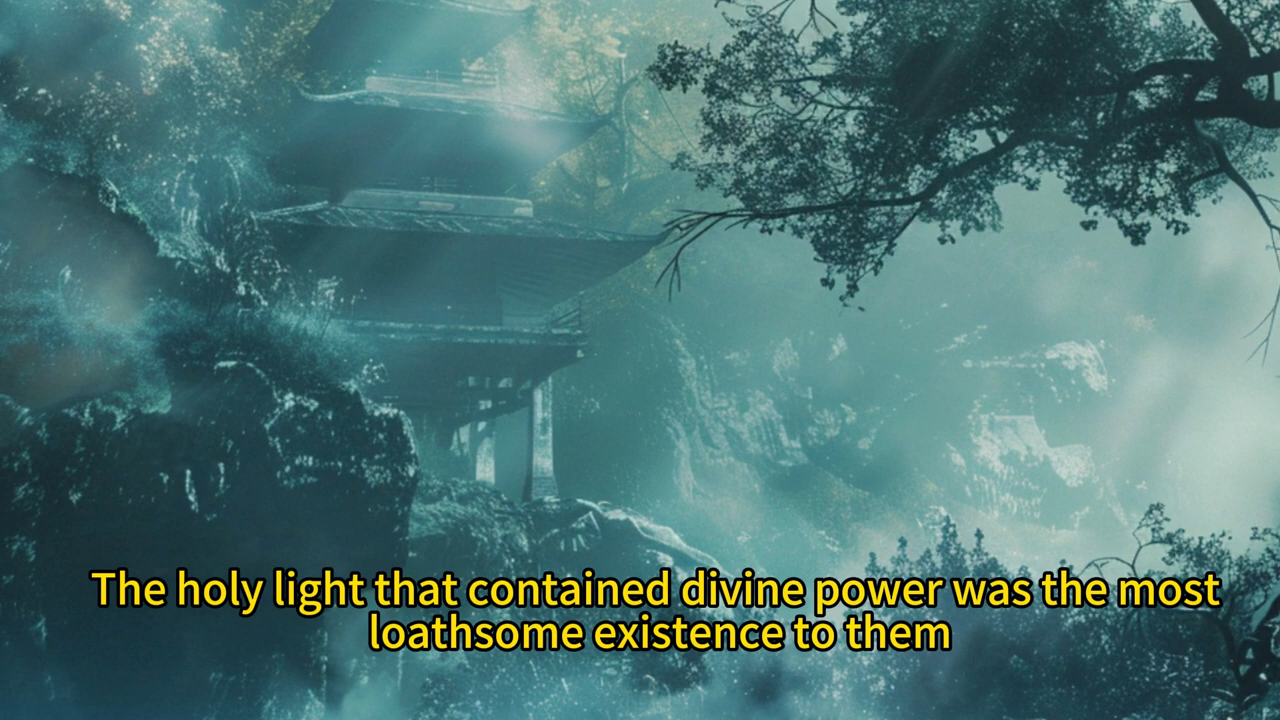 The holy light that contained divine power was the most
loathsome existence to them